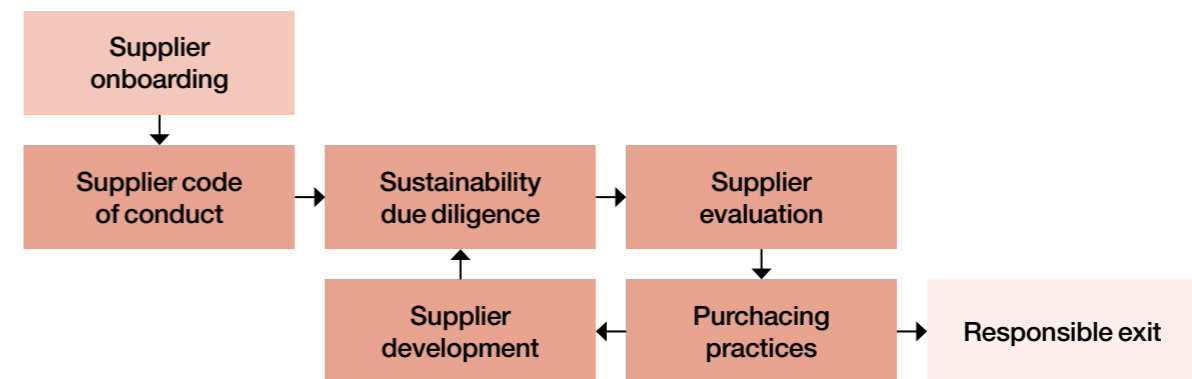 Supplier
onboarding
Supplier code
of conduct
Sustainability
due diligence
Supplier
evaluation
Supplier
development
Purchacing
practices
Responsible exit